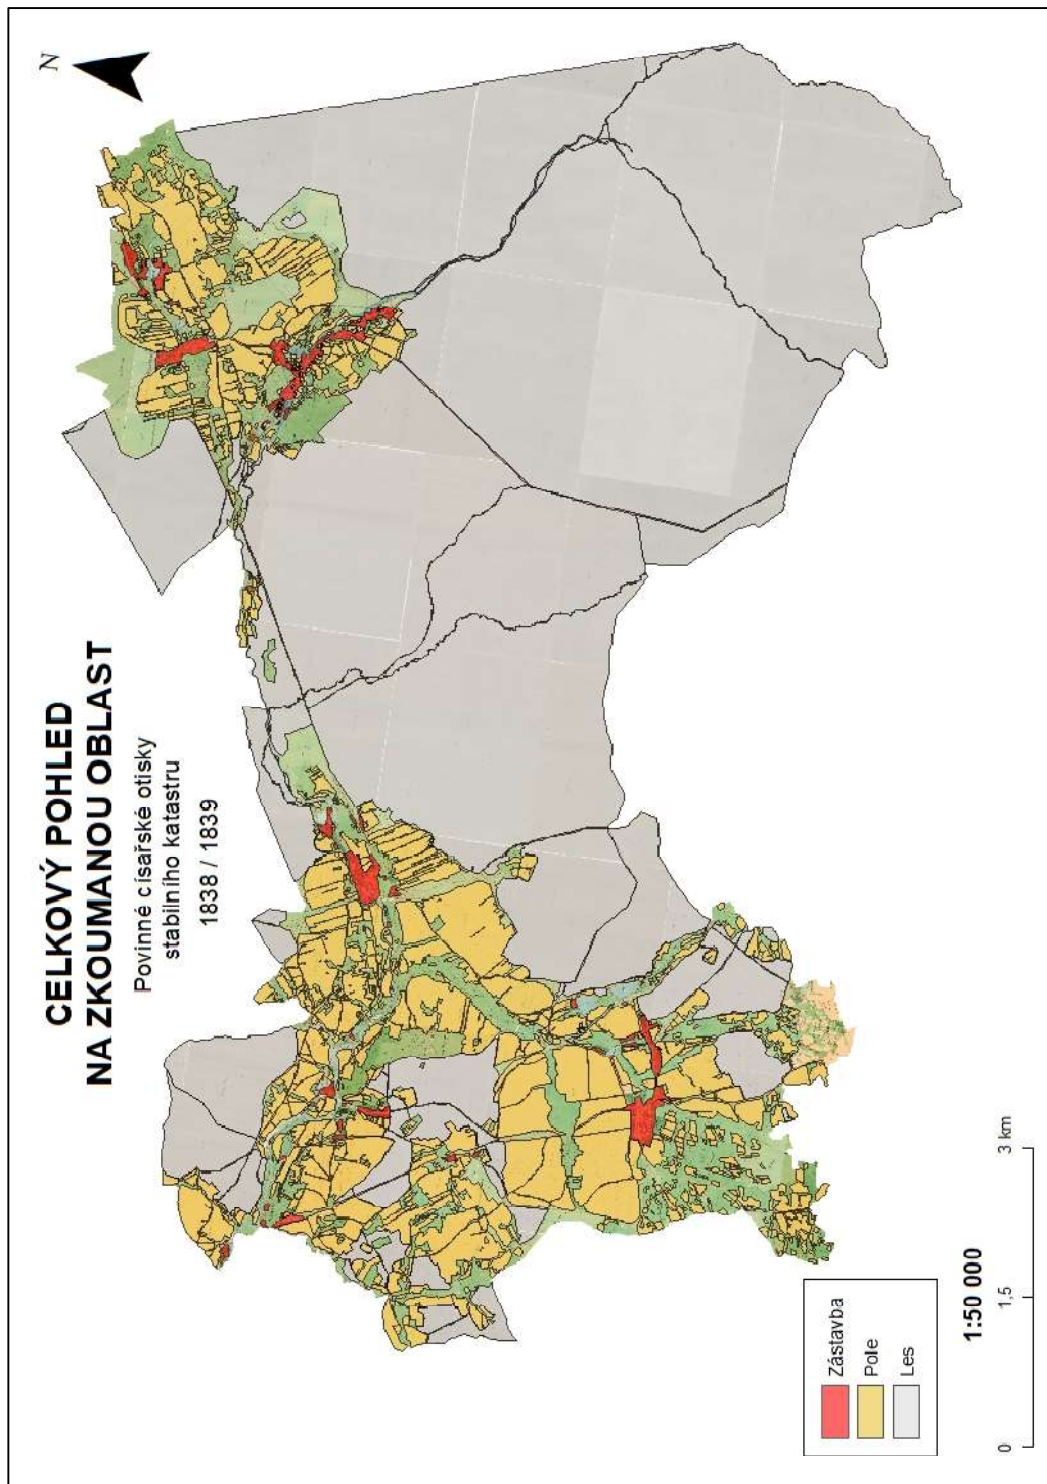 N
CELKOVÝ POHLED
NA ZKOUMANOU OBLAST
Povinné císařské otisky
stabilního katastru
1838 / 1839
Zástavba
Pole
Les
1:50 000
0 1,5 3 km